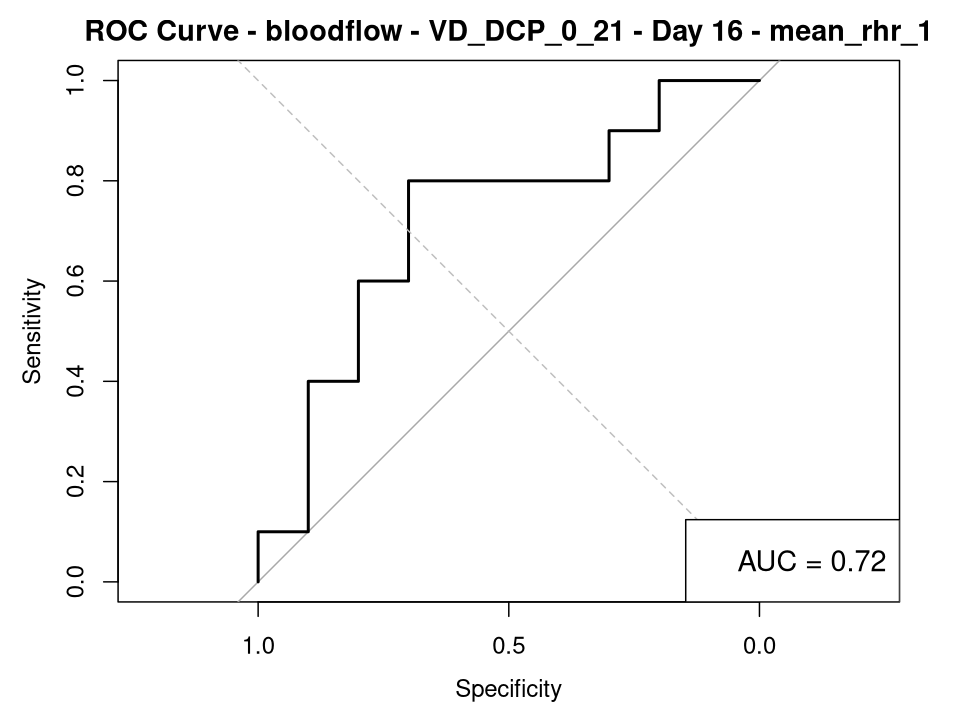 ROC Curve - bloodflow - VD_DCP_0_21 - Day 16 - mean_rhr_1
Sensitivity
1.0
0.8
0.6
0.4
0.2
0.0
AUC = 0.72
1.0 0.5 0.0
Specificity